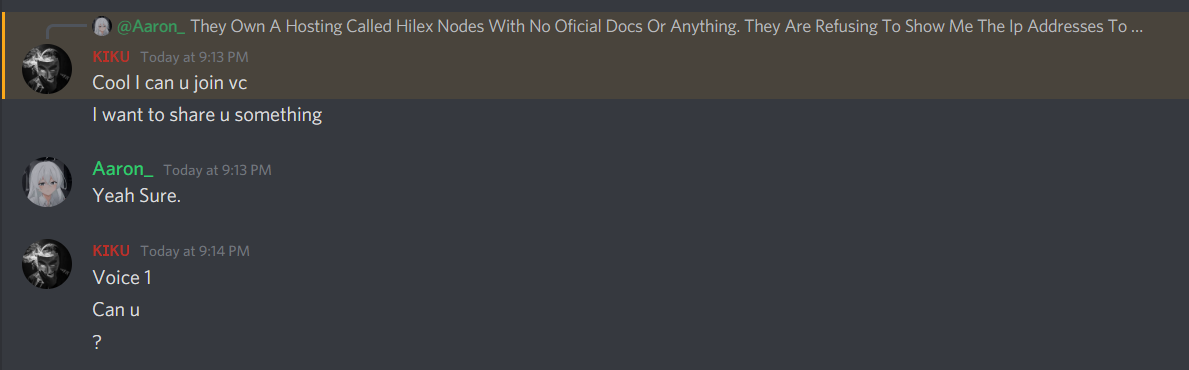 @Aaron_ They Own A Hosting Called Hilex Nodes With No Oficial Docs Or Anything. They Are Refusing To Show Me The Ip Addresses To ...
KIKU Today at 9:13 PM
Cool I can u join vc
I want to share u something
Aaron_ Today at 9:13 PM
Yeah Sure.
KIKU Today at 9:14 PM
Voice 1
Can u
?